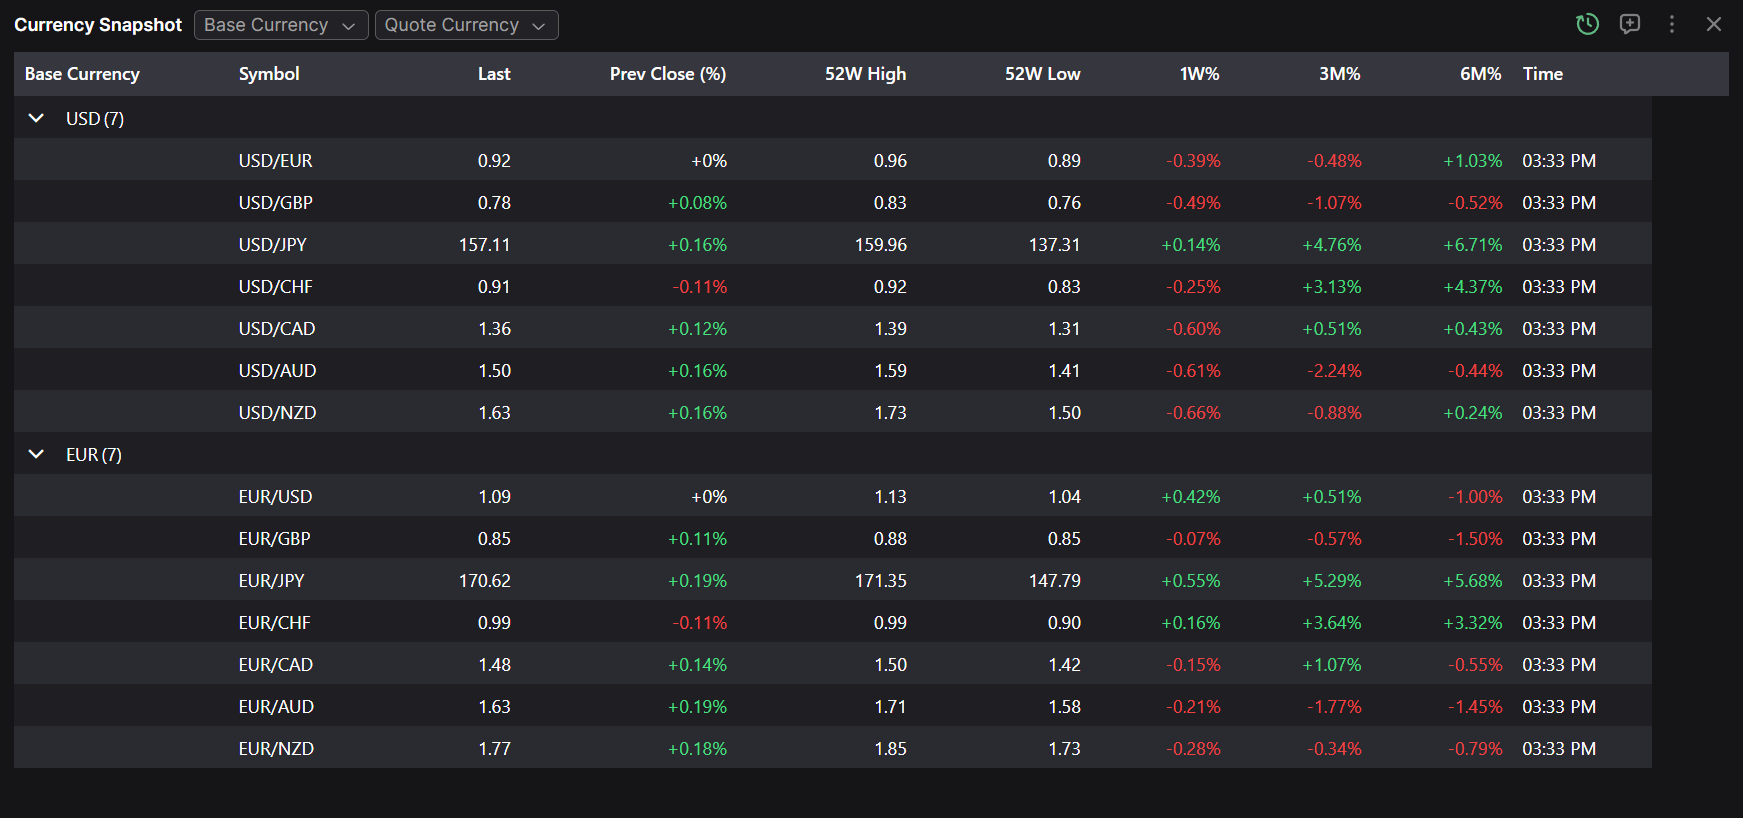 Currency Snapshot Base Currency Quote Currency
Base Currency Symbol Last Prev Close (%) 52W High 52W Low 1W% 3M% 6M% Time
USD (7)
USD/EUR 0.92 +0% 0.96 0.89 -0.39% -0.48% +1.03% 03:33 PM
USD/GBP 0.78 +0.08% 0.83 0.76 -0.49% -1.07% -0.52% 03:33 PM
USD/JPY 157.11 +0.16% 159.96 137.31 +0.14% +4.76% +6.71% 03:33 PM
USD/CHF 0.91 -0.11% 0.92 0.83 -0.25% +3.13% +4.37% 03:33 PM
USD/CAD 1.36 +0.12% 1.39 1.31 -0.60% +0.51% +0.43% 03:33 PM
USD/AUD 1.50 +0.16% 1.59 1.41 -0.61% -2.24% -0.44% 03:33 PM
USD/NZD 1.63 +0.16% 1.73 1.50 -0.66% -0.88% +0.24% 03:33 PM
EUR (7)
EUR/USD 1.09 +0% 1.13 1.04 +0.42% +0.51% -1.00% 03:33 PM
EUR/GBP 0.85 +0.11% 0.88 0.85 -0.07% -0.57% -1.50% 03:33 PM
EUR/JPY 170.62 +0.19% 171.35 147.79 +0.55% +5.29% +5.68% 03:33 PM
EUR/CHF 0.99 -0.11% 0.99 0.90 +0.16% +3.64% +3.32% 03:33 PM
EUR/CAD 1.48 +0.14% 1.50 1.42 -0.15% +1.07% -0.55% 03:33 PM
EUR/AUD 1.63 +0.19% 1.71 1.58 -0.21% -1.77% -1.45% 03:33 PM
EUR/NZD 1.77 +0.18% 1.85 1.73 -0.28% -0.34% -0.79% 03:33 PM